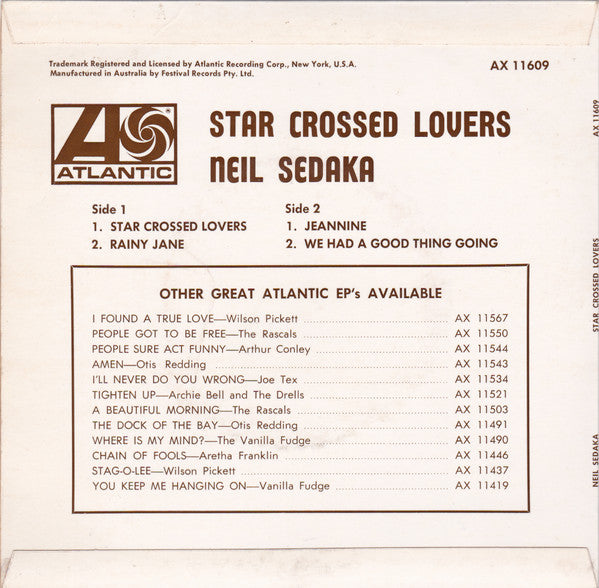 Trademark Registered and Licensed by Atlantic Recording Corp., New York, U.S.A.
Manufactured in Australia by Festival Records Pty. Ltd.
AX 11609
ATLANTIC
STAR CROSSED LOVERS
NEIL SEDAKA
Side 1
1. STAR CROSSED LOVERS
2. RAINY JANE
Side 2
1. JEANNINE
2. WE HAD A GOOD THING GOING
OTHER GREAT ATLANTIC EP's AVAILABLE
I FOUND A TRUE LOVE—Wilson Pickett AX 11567
PEOPLE GOT TO BE FREE—The Rascals AX 11550
PEOPLE SURE ACT FUNNY—Arthur Conley AX 11544
AMEN—Otis Redding AX 11543
I'LL NEVER DO YOU WRONG—Joe Tex AX 11534
TIGHTEN UP—Archie Bell and The Drells AX 11521
A BEAUTIFUL MORNING—The Rascals AX 11503
THE DOCK OF THE BAY—Otis Redding AX 11491
WHERE IS MY MIND?—The Vanilla Fudge AX 11490
CHAIN OF FOOLS—Aretha Franklin AX 11446
STAG-O-LEE—Wilson Pickett AX 11437
YOU KEEP ME HANGING ON—Vanilla Fudge AX 11419
AX 11609
STAR CROSSED LOVERS
NEIL SEDAKA